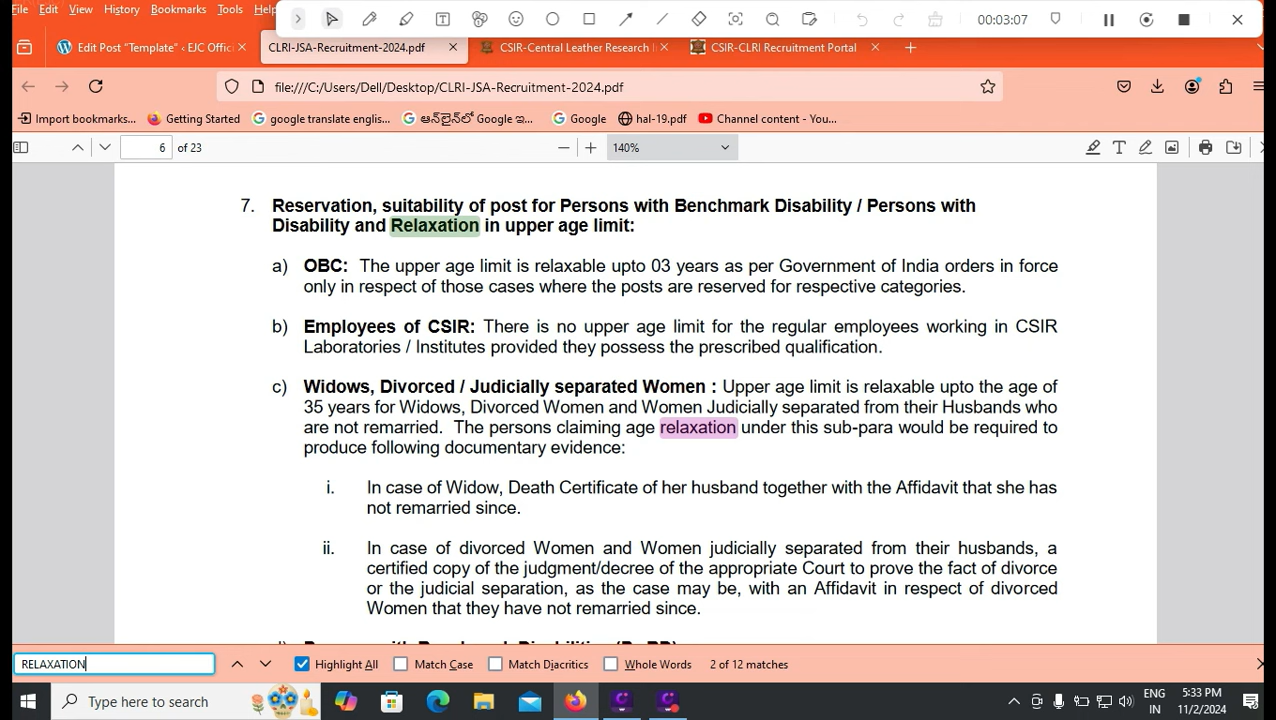 File Edit View History Bookmarks Tools Help
00:03:07
Edit Post “Template” ‹ EJC Offici
CLRI-JSA-Recruitment-2024.pdf
CSIR-Central Leather Research I
CSIR-CLRI Recruitment Portal
file:///C:/Users/Dell/Desktop/CLRI-JSA-Recruitment-2024.pdf
Import bookmarks... Getting Started google translate englis... ఆన్‌లైన్‌లో Google ఇ... Google hal-19.pdf Channel content - You...
6 of 23 140%
7. Reservation, suitability of post for Persons with Benchmark Disability / Persons with
Disability and Relaxation in upper age limit:
a) OBC: The upper age limit is relaxable upto 03 years as per Government of India orders in force
only in respect of those cases where the posts are reserved for respective categories.
b) Employees of CSIR: There is no upper age limit for the regular employees working in CSIR
Laboratories / Institutes provided they possess the prescribed qualification.
c) Widows, Divorced / Judicially separated Women : Upper age limit is relaxable upto the age of
35 years for Widows, Divorced Women and Women Judicially separated from their Husbands who
are not remarried. The persons claiming age relaxation under this sub-para would be required to
produce following documentary evidence:
i. In case of Widow, Death Certificate of her husband together with the Affidavit that she has
not remarried since.
ii. In case of divorced Women and Women judicially separated from their husbands, a
certified copy of the judgment/decree of the appropriate Court to prove the fact of divorce
or the judicial separation, as the case may be, with an Affidavit in respect of divorced
Women that they have not remarried since.
RELAXATION Highlight All Match Case Match Diacritics Whole Words 2 of 12 matches
Type here to search
ENG
IN
5:33 PM
11/2/2024